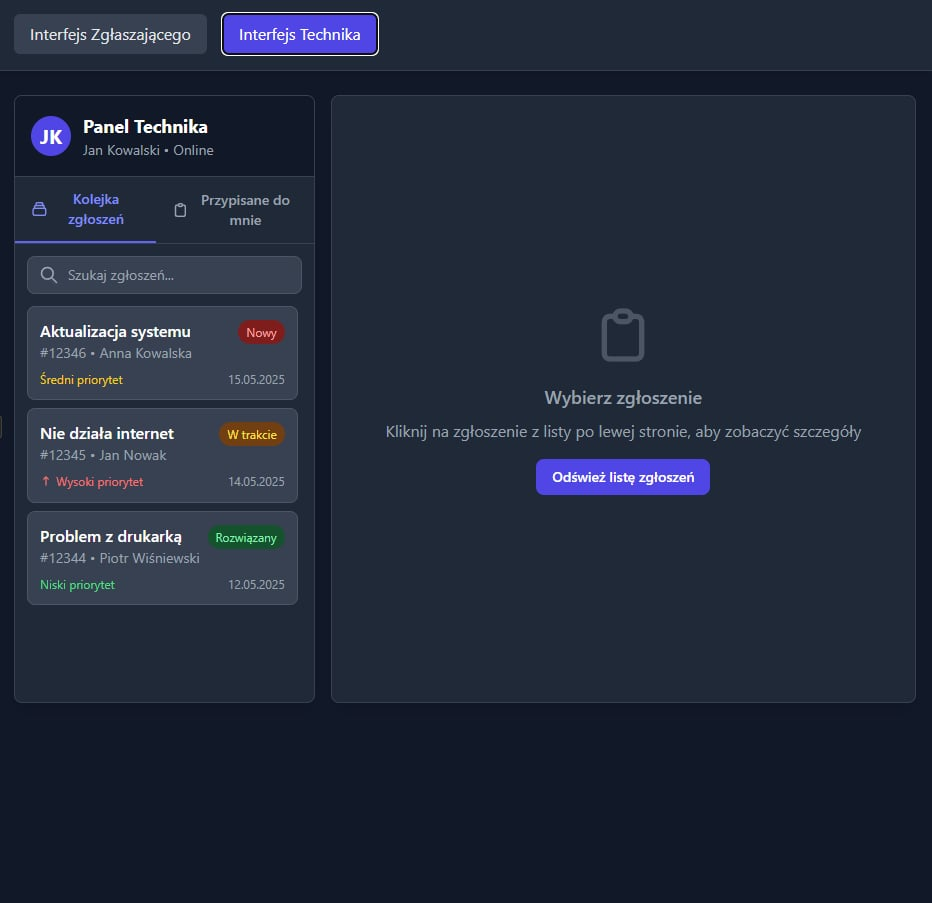 Interfejs Zgłaszającego
Interfejs Technika
JK
Panel Technika
Jan Kowalski • Online
Kolejka
zgłoszeń
Przypisane do
mnie
Szukaj zgłoszeń...
Aktualizacja systemu
Nowy
#12346 • Anna Kowalska
Średni priorytet
15.05.2025
Nie działa internet
W trakcie
#12345 • Jan Nowak
↑ Wysoki priorytet
14.05.2025
Problem z drukarką
Rozwiązany
#12344 • Piotr Wiśniewski
Niski priorytet
12.05.2025
Wybierz zgłoszenie
Kliknij na zgłoszenie z listy po lewej stronie, aby zobaczyć szczegóły
Odśwież listę zgłoszeń